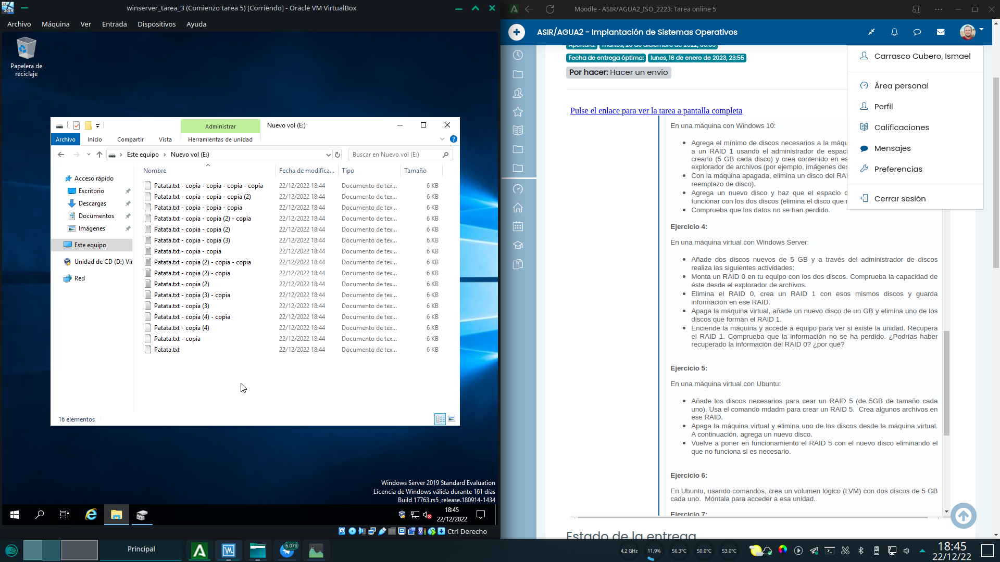 winserver_tarea_3 (Comienzo tarea 5) [Corriendo] - Oracle VM VirtualBox
Archivo Máquina Ver Entrada Dispositivos Ayuda
Papelera de reciclaje
Administrar
Nuevo vol (E:)
Archivo Inicio Compartir Vista Herramientas de unidad
Este equipo > Nuevo vol (E:)
Buscar en Nuevo vol (E:)
Nombre Fecha de modifica... Tipo Tamaño
Acceso rápido
Escritorio
Descargas
Documentos
Imágenes
Este equipo
Unidad de CD (D:) Vir
Red
Patata.txt - copia - copia - copia - copia 22/12/2022 18:44 Documento de tex... 6 KB
Patata.txt - copia - copia - copia (2) 22/12/2022 18:44 Documento de tex... 6 KB
Patata.txt - copia - copia - copia 22/12/2022 18:44 Documento de tex... 6 KB
Patata.txt - copia - copia (2) - copia 22/12/2022 18:44 Documento de tex... 6 KB
Patata.txt - copia - copia (2) 22/12/2022 18:44 Documento de tex... 6 KB
Patata.txt - copia - copia (3) 22/12/2022 18:44 Documento de tex... 6 KB
Patata.txt - copia - copia 22/12/2022 18:44 Documento de tex... 6 KB
Patata.txt - copia (2) - copia - copia 22/12/2022 18:44 Documento de tex... 6 KB
Patata.txt - copia (2) - copia 22/12/2022 18:44 Documento de tex... 6 KB
Patata.txt - copia (2) 22/12/2022 18:44 Documento de tex... 6 KB
Patata.txt - copia (3) - copia 22/12/2022 18:44 Documento de tex... 6 KB
Patata.txt - copia (3) 22/12/2022 18:44 Documento de tex... 6 KB
Patata.txt - copia (4) - copia 22/12/2022 18:44 Documento de tex... 6 KB
Patata.txt - copia (4) 22/12/2022 18:44 Documento de tex... 6 KB
Patata.txt - copia 22/12/2022 18:44 Documento de tex... 6 KB
Patata.txt 22/12/2022 18:44 Documento de tex... 6 KB
16 elementos
Windows Server 2019 Standard Evaluation
Licencia de Windows válida durante 161 días
Build 17763.rs5_release.180914-1434
18:45
22/12/2022
Ctrl Derecho
Moodle - ASIR/AGUA2_ISO_2223: Tarea online 5
ASIR/AGUA2 - Implantación de Sistemas Operativos
Fecha de entrega óptima: lunes, 16 de enero de 2023, 23:55
Por hacer: Hacer un envío
Carrasco Cubero, Ismael
Área personal
Perfil
Calificaciones
Mensajes
Preferencias
Cerrar sesión
Pulse el enlace para ver la tarea a pantalla completa
En una máquina con Windows 10:
Agrega el mínimo de discos necesarios a la máqu
a un RAID 1 usando el administrador de espaci
crearlo (5 GB cada disco) y crea contenido en es
explorador de archivos (por ejemplo, imágenes des
Con la máquina apagada, elimina un disco del RAI
reemplazo de disco).
Agrega un nuevo disco y haz que el espacio d
funcionar con los dos discos (elimina el disco que n
Comprueba que los datos no se han perdido.
Ejercicio 4:
En una máquina virtual con Windows Server:
Añade dos discos nuevos de 5 GB y a través del administrador de discos
realiza las siguientes actividades:
Monta un RAID 0 en tu equipo con los dos discos. Comprueba la capacidad de
éste desde el explorador de archivos.
Elimina el RAID 0, crea un RAID 1 con esos mismos discos y guarda
información en ese RAID.
Apaga la máquina virtual, añade un nuevo disco de un GB y elimina uno de los
discos que forman el RAID 1.
Enciende la máquina y accede a equipo para ver si existe la unidad. Recupera
el RAID 1. Comprueba que la información no se ha perdido. ¿Podrías haber
recuperado la información del RAID 0? ¿por qué?
Ejercicio 5:
En una máquina virtual con Ubuntu:
Añade los discos necesarios para cear un RAID 5 (de 5GB de tamaño cada
uno). Usa el comando mdadm para crear un RAID 5. Crea algunos archivos en
ese RAID.
Apaga la máquina virtual y elimina uno de los discos desde la máquina virtual.
A continuación, agrega un nuevo disco.
Vuelve a poner en funcionamiento el RAID 5 con el nuevo disco eliminando el
que no funciona si es necesario.
Ejercicio 6:
En Ubuntu, usando comandos, crea un volumen lógico (LVM) con dos discos de 5 GB
cada uno. Móntala para acceder a esa unidad.
Ejercicio 7:
Estado de la entrega
Principal
6.079
4,2 GHz 11,9% 56,3°C 50,0°C 53,0°C
18:45
22/12/22